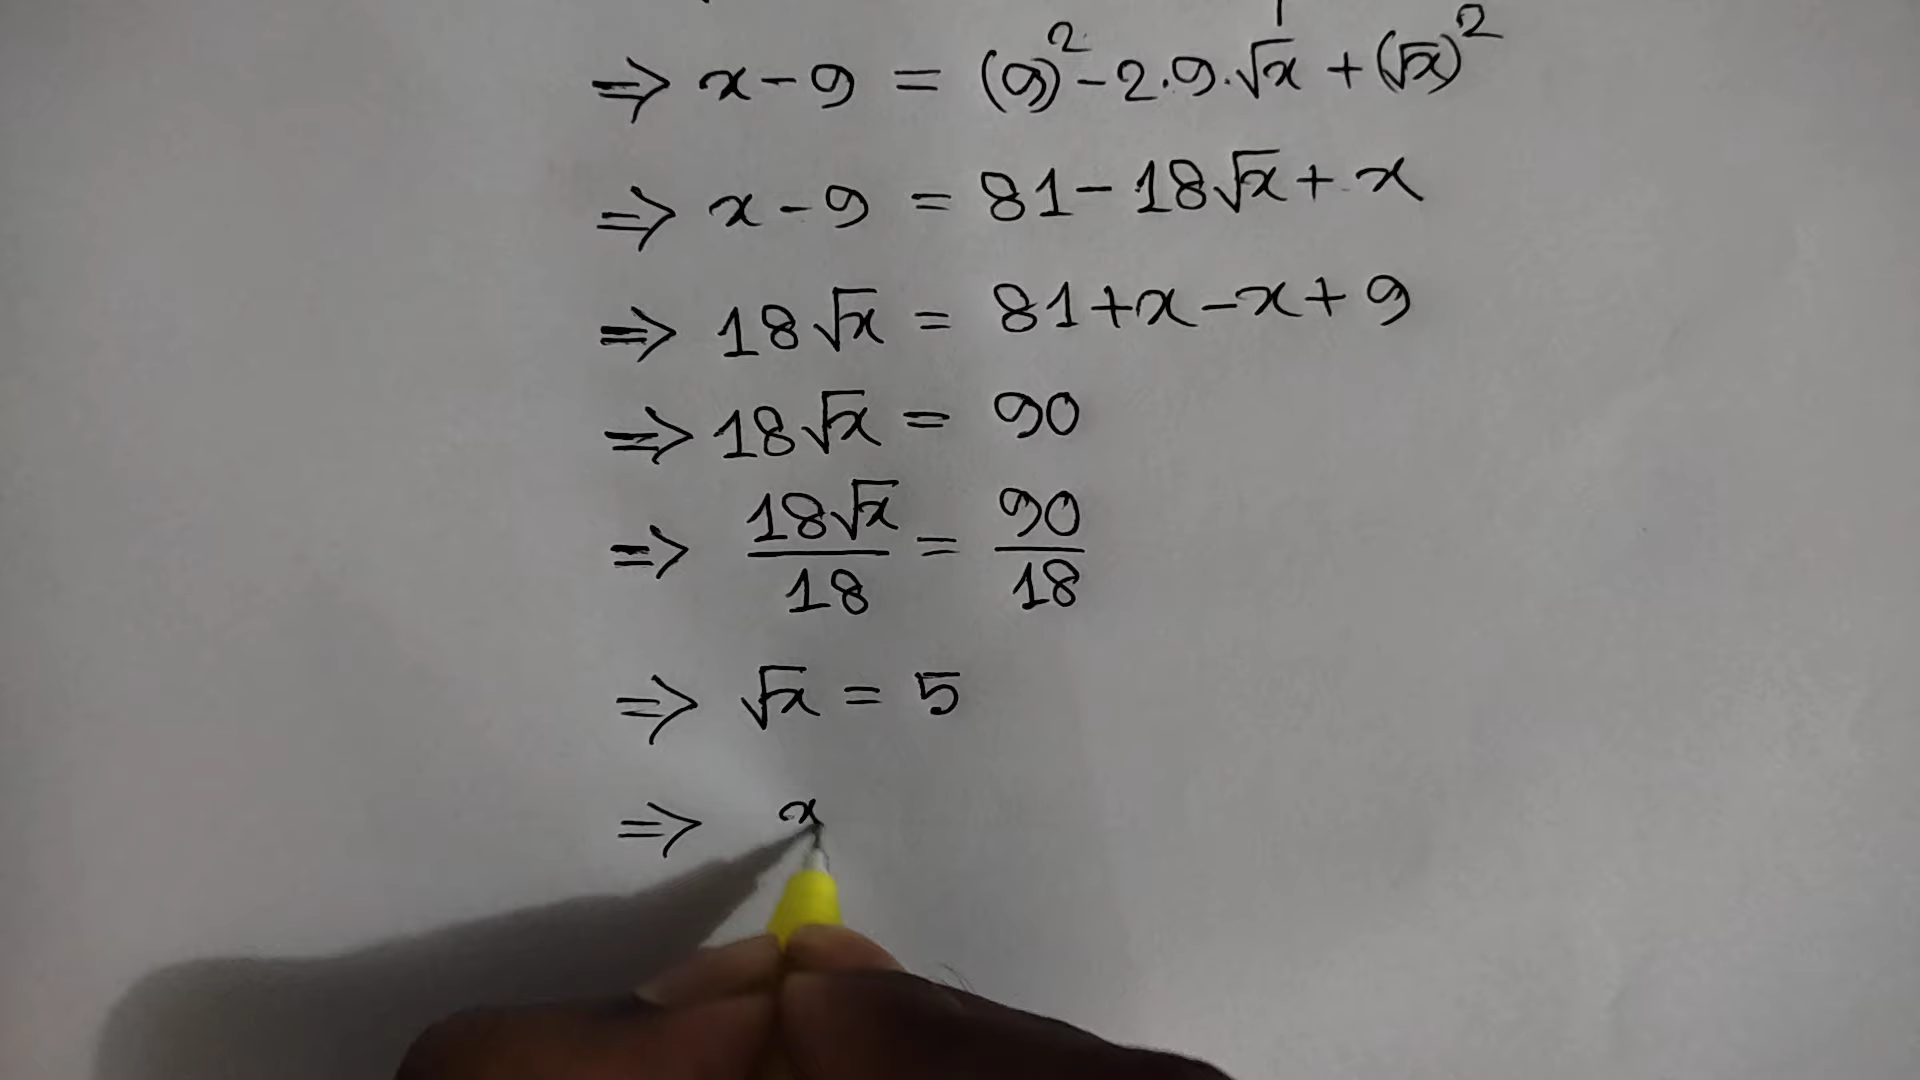 ⇒ x - 9 = (9)² - 2.9.√x + (√x)²
⇒ x - 9 = 81 - 18√x + x
⇒ 18√x = 81 + x - x + 9
⇒ 18√x = 90
⇒ 18√x/18 = 90/18
⇒ √x = 5
⇒ x